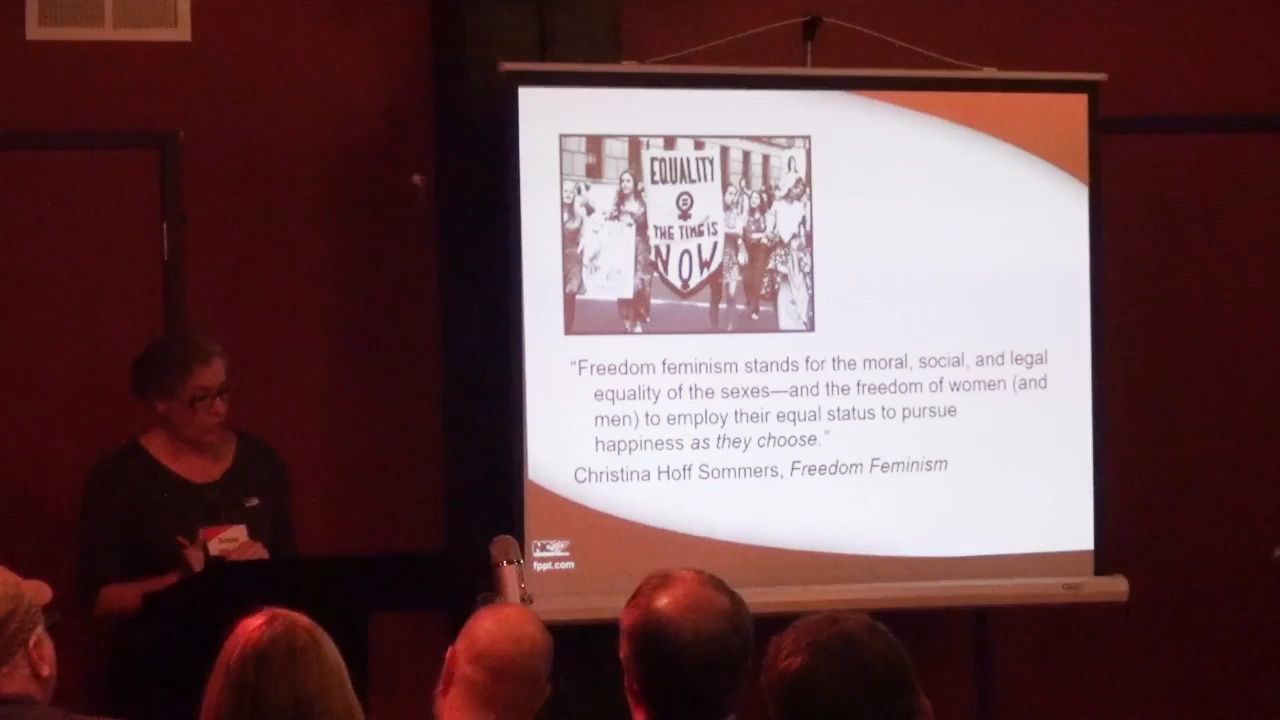 EQUALITY
THE TIME IS
NOW
“Freedom feminism stands for the moral, social, and legal
equality of the sexes—and the freedom of women (and
men) to employ their equal status to pursue
happiness as they choose.”
Christina Hoff Sommers, Freedom Feminism
fppl.com